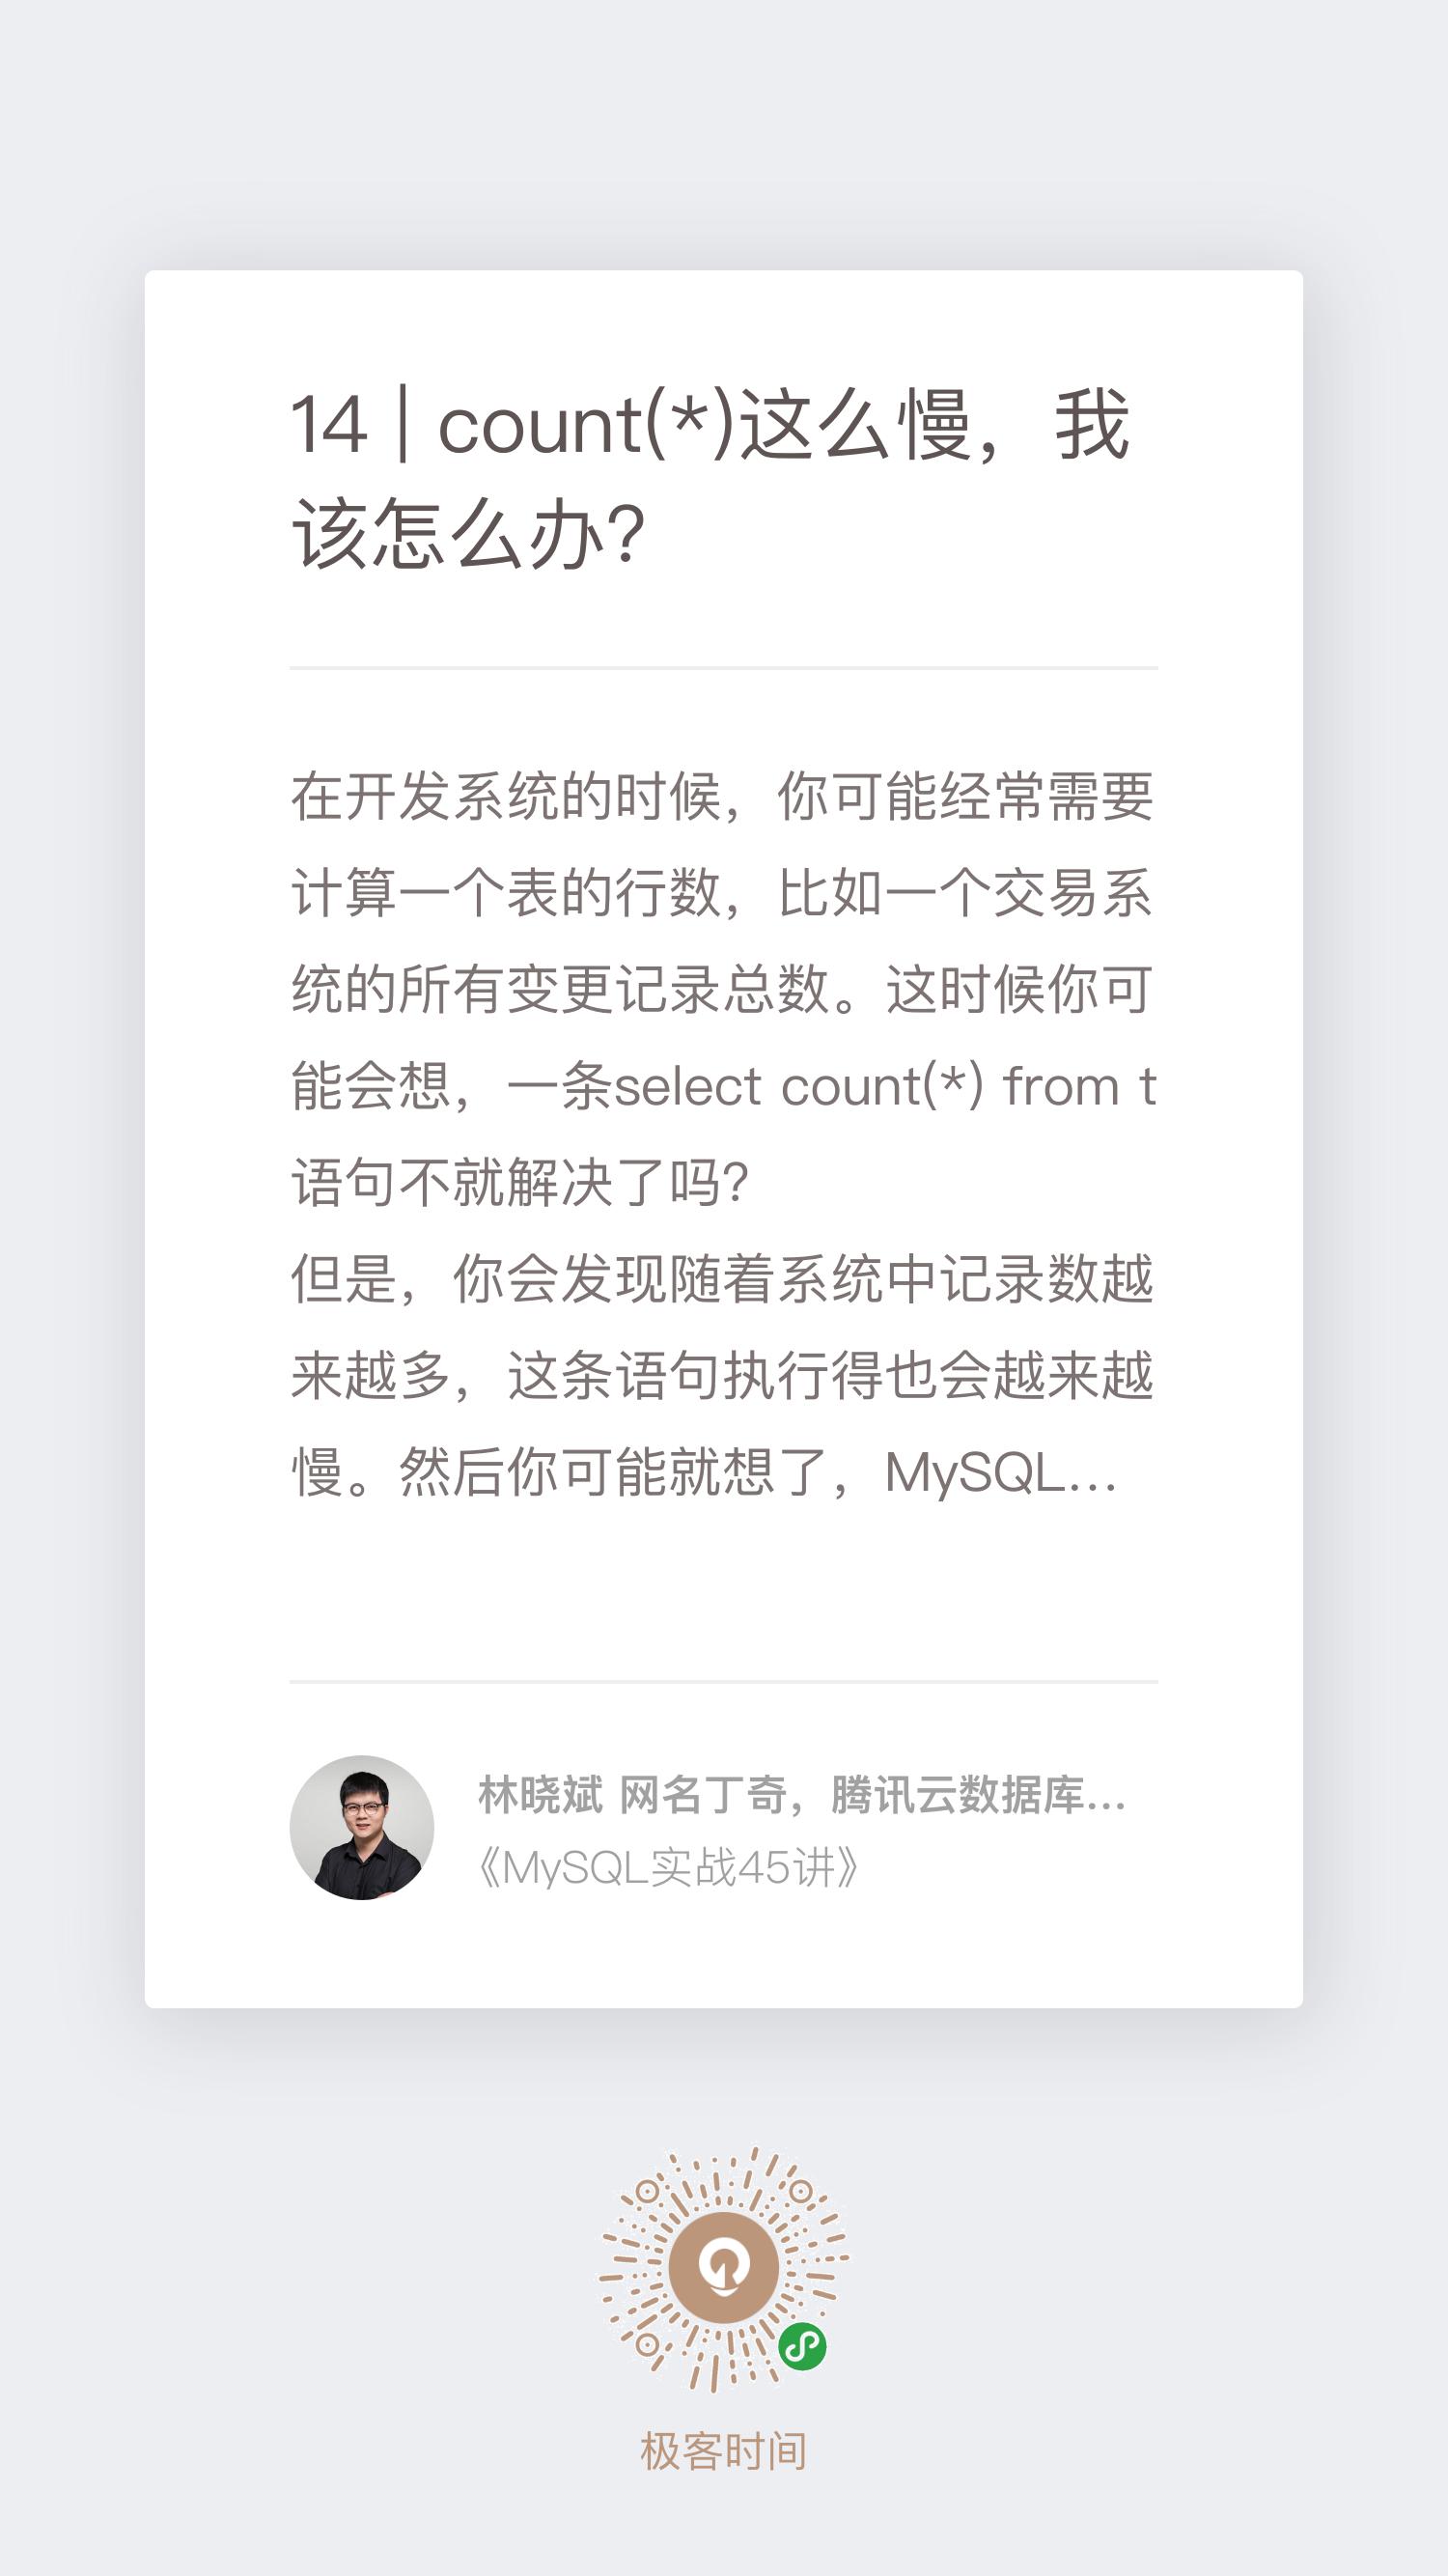 14 | count(*)这么慢，我
该怎么办？
在开发系统的时候，你可能经常需要
计算一个表的行数，比如一个交易系
统的所有变更记录总数。这时候你可
能会想，一条select count(*) from t
语句不就解决了吗？
但是，你会发现随着系统中记录数越
来越多，这条语句执行得也会越来越
慢。然后你可能就想了，MySQL...
林晓斌 网名丁奇，腾讯云数据库...
《MySQL实战45讲》
极客时间